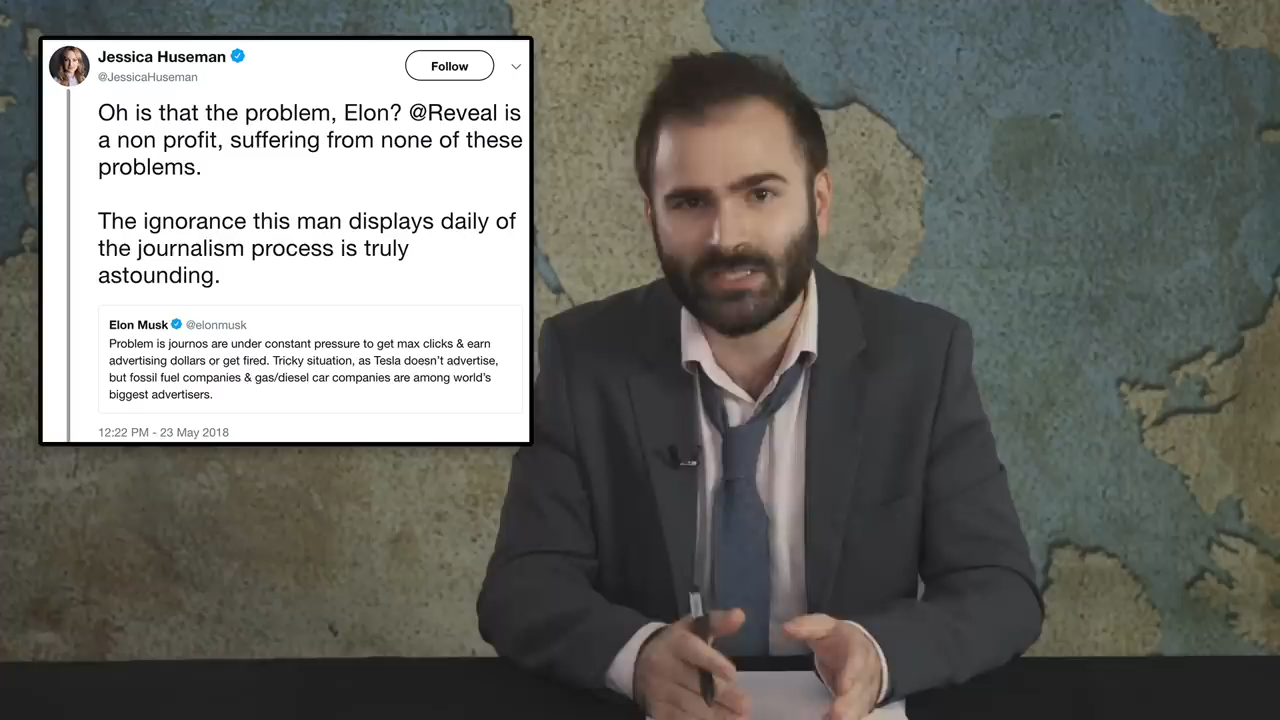 Jessica Huseman
@JessicaHuseman
Follow
Oh is that the problem, Elon? @Reveal is
a non profit, suffering from none of these
problems.
The ignorance this man displays daily of
the journalism process is truly
astounding.
Elon Musk @elonmusk
Problem is journos are under constant pressure to get max clicks & earn
advertising dollars or get fired. Tricky situation, as Tesla doesn't advertise,
but fossil fuel companies & gas/diesel car companies are among world's
biggest advertisers.
12:22 PM - 23 May 2018